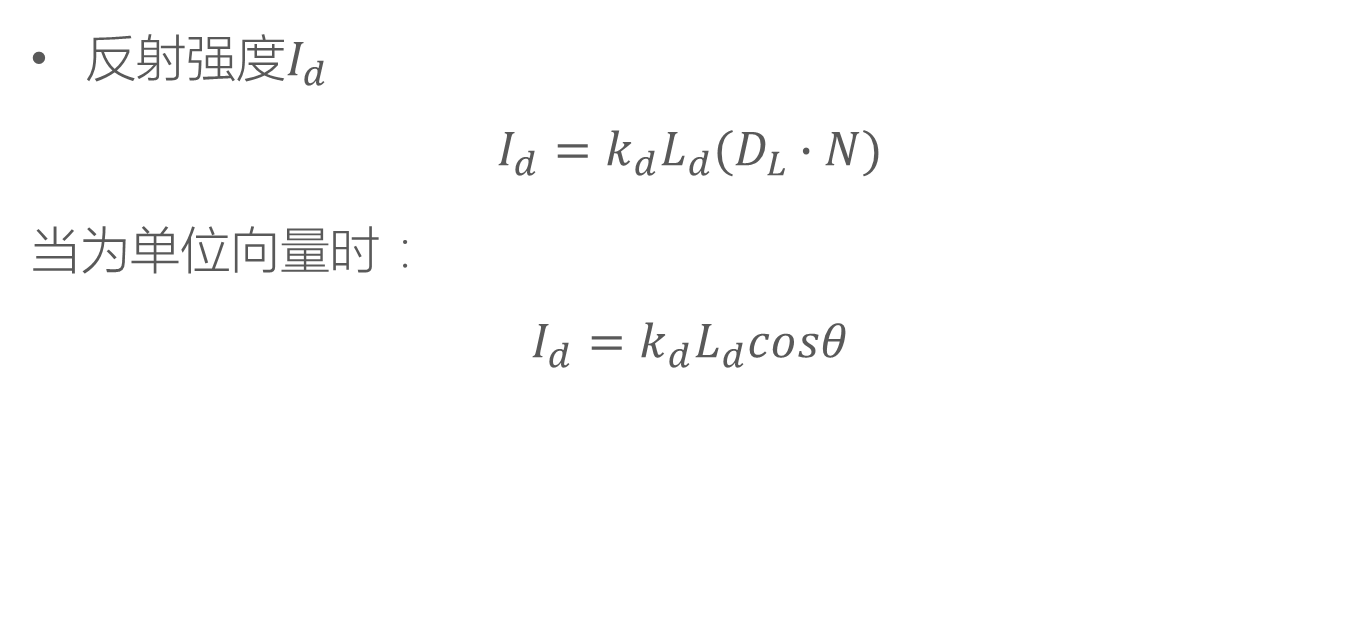 • 反射强度I_d
I_d = k_d L_d (D_L · N)
当为单位向量时：
I_d = k_d L_d cosθ